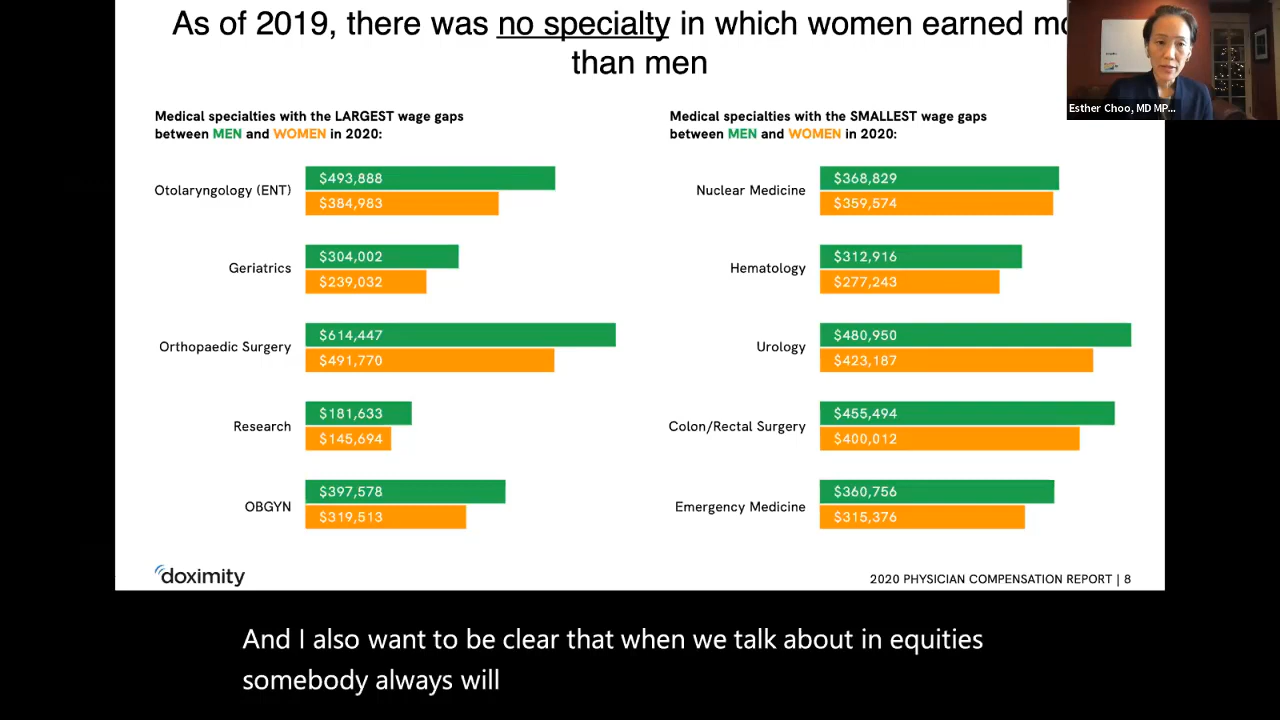 As of 2019, there was no specialty in which women earned mo
than men
Esther Choo, MD MP...
Medical specialties with the LARGEST wage gaps
between MEN and WOMEN in 2020:
Otolaryngology (ENT)
$493,888
$384,983
Geriatrics
$304,002
$239,032
Orthopaedic Surgery
$614,447
$491,770
Research
$181,633
$145,694
OBGYN
$397,578
$319,513
Medical specialties with the SMALLEST wage gaps
between MEN and WOMEN in 2020:
Nuclear Medicine
$368,829
$359,574
Hematology
$312,916
$277,243
Urology
$480,950
$423,187
Colon/Rectal Surgery
$455,494
$400,012
Emergency Medicine
$360,756
$315,376
doximity
2020 PHYSICIAN COMPENSATION REPORT | 8
And I also want to be clear that when we talk about in equities
somebody always will